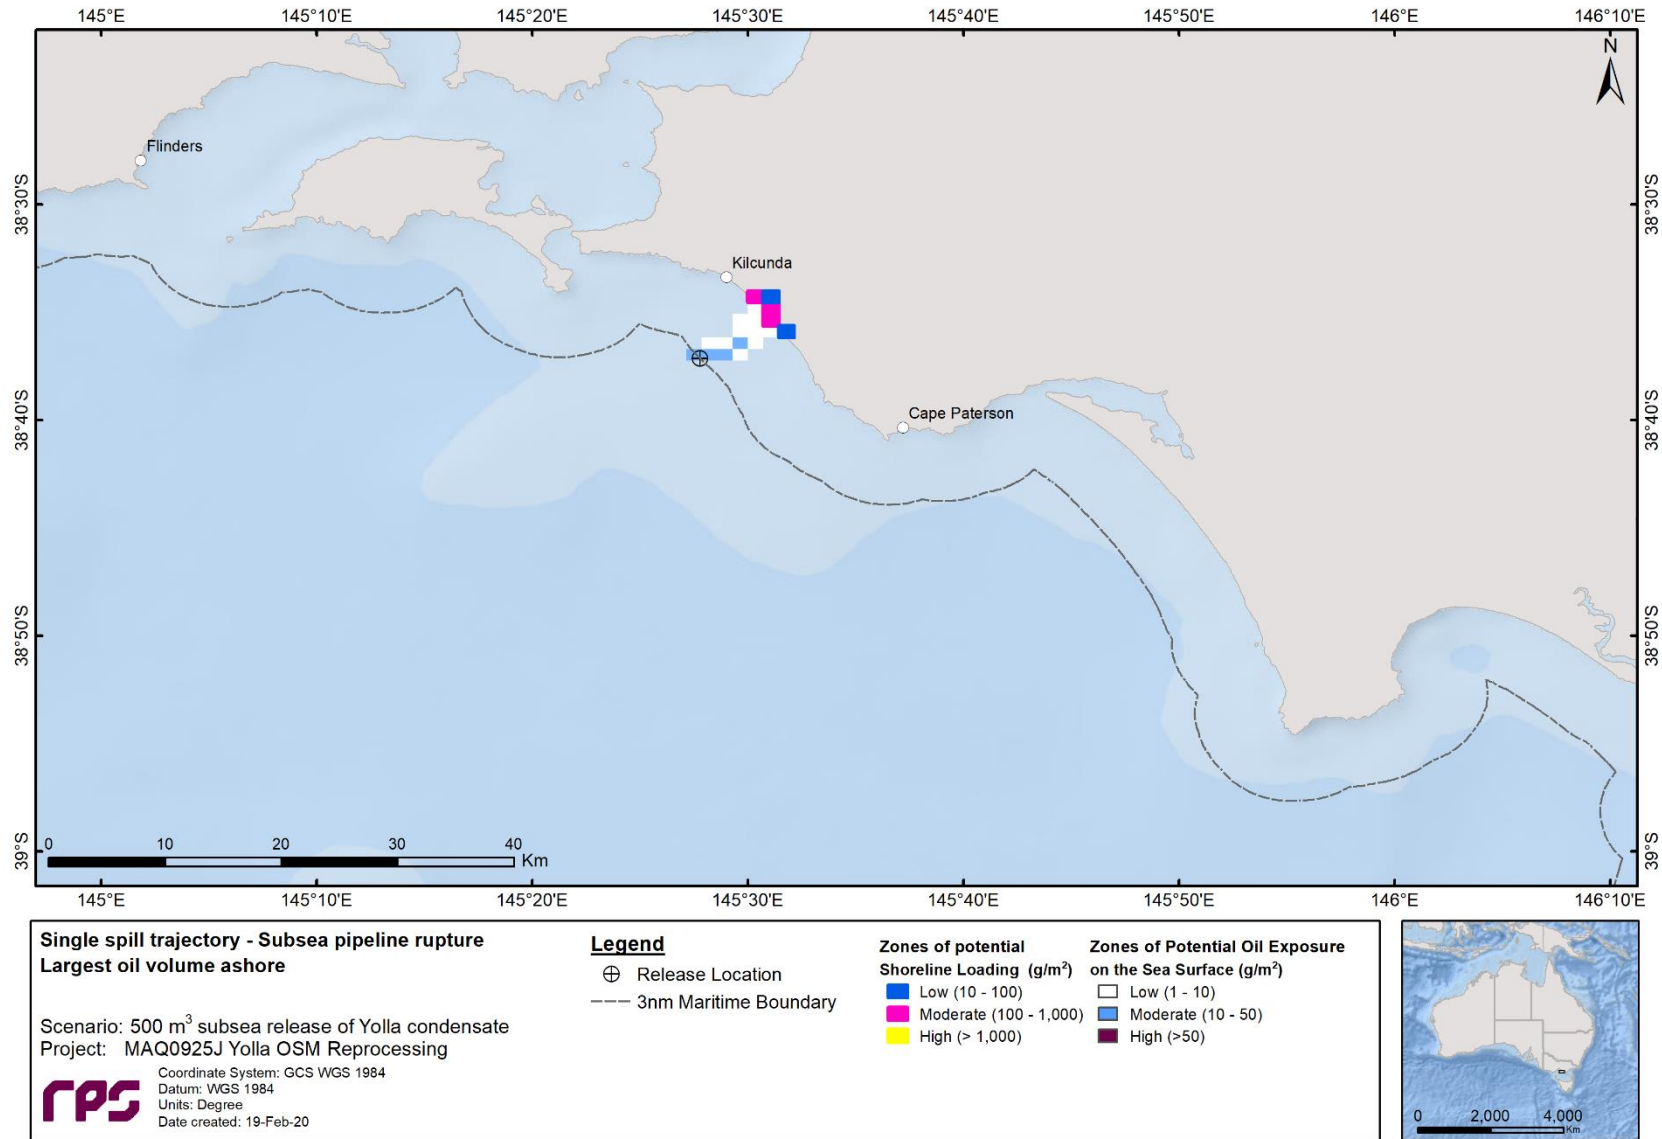 145°E 145°10'E 145°20'E 145°30'E 145°40'E 145°50'E 146°E 146°10'E
N
Flinders
38°30'S 38°30'S
Kilcunda
Cape Paterson
38°40'S 38°40'S
38°50'S 38°50'S
0 10 20 30 40
Km
39°S 39°S
145°E 145°10'E 145°20'E 145°30'E 145°40'E 145°50'E 146°E 146°10'E
Single spill trajectory - Subsea pipeline rupture
Largest oil volume ashore
Scenario: 500 m³ subsea release of Yolla condensate
Project: MAQ0925J Yolla OSM Reprocessing
rps
Coordinate System: GCS WGS 1984
Datum: WGS 1984
Units: Degree
Date created: 19-Feb-20
Legend
Release Location
3nm Maritime Boundary
Zones of potential
Shoreline Loading (g/m²)
Low (10 - 100)
Moderate (100 - 1,000)
High (> 1,000)
Zones of Potential Oil Exposure
on the Sea Surface (g/m²)
Low (1 - 10)
Moderate (10 - 50)
High (>50)
0 2,000 4,000
Km